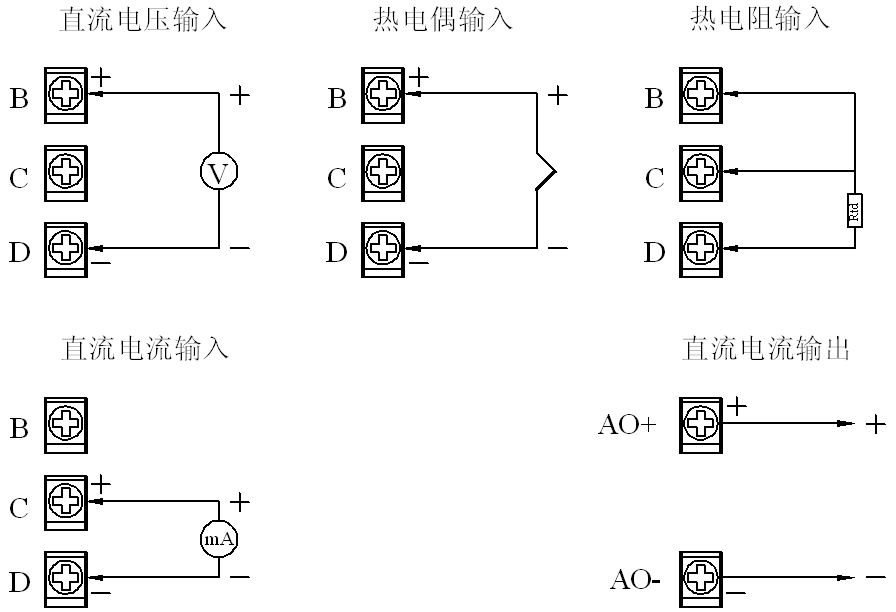 直流电压输入
热电偶输入
热电阻输入
B + +
C V
D − −
B + +
C
D − −
B
C
D Rtd
直流电流输入
直流电流输出
B
C + +
mA
D − −
AO+ + +
AO- − −